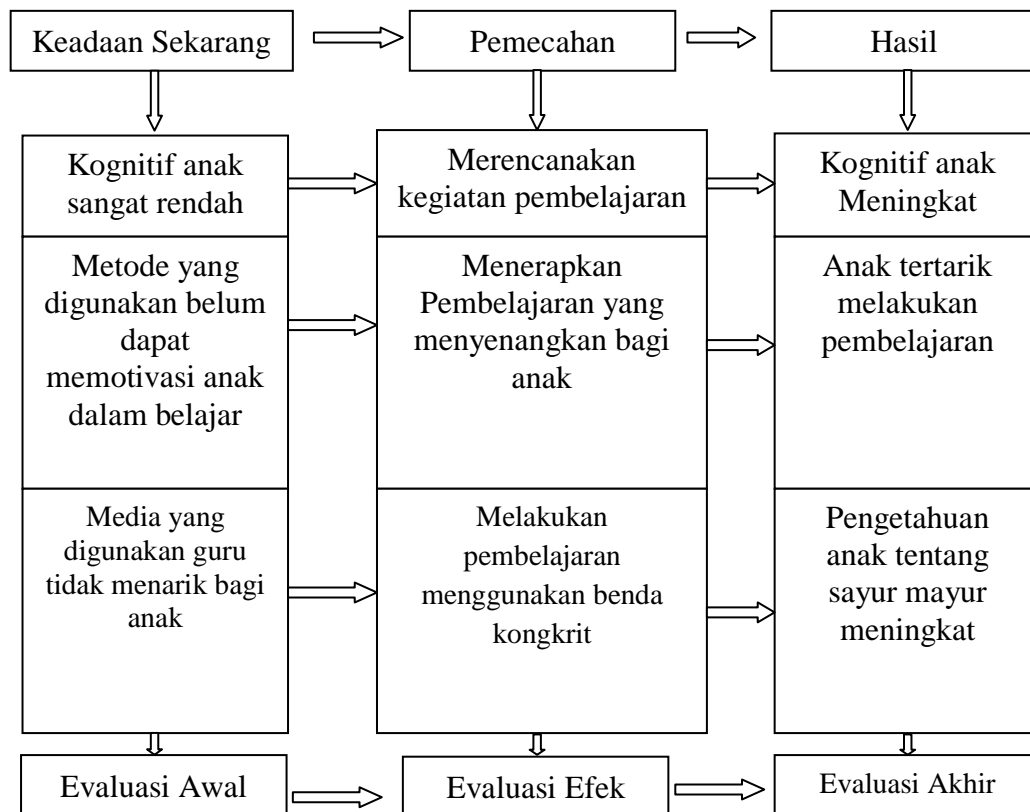 Keadaan Sekarang
Pemecahan
Hasil
Kognitif anak
sangat rendah
Merencanakan
kegiatan pembelajaran
Kognitif anak
Meningkat
Metode yang
digunakan belum
dapat
memotivasi anak
dalam belajar
Menerapkan
Pembelajaran yang
menyenangkan bagi
anak
Anak tertarik
melakukan
pembelajaran
Media yang
digunakan guru
tidak menarik bagi
anak
Melakukan
pembelajaran
menggunakan benda
kongkrit
Pengetahuan
anak tentang
sayur mayur
meningkat
Evaluasi Awal
Evaluasi Efek
Evaluasi Akhir